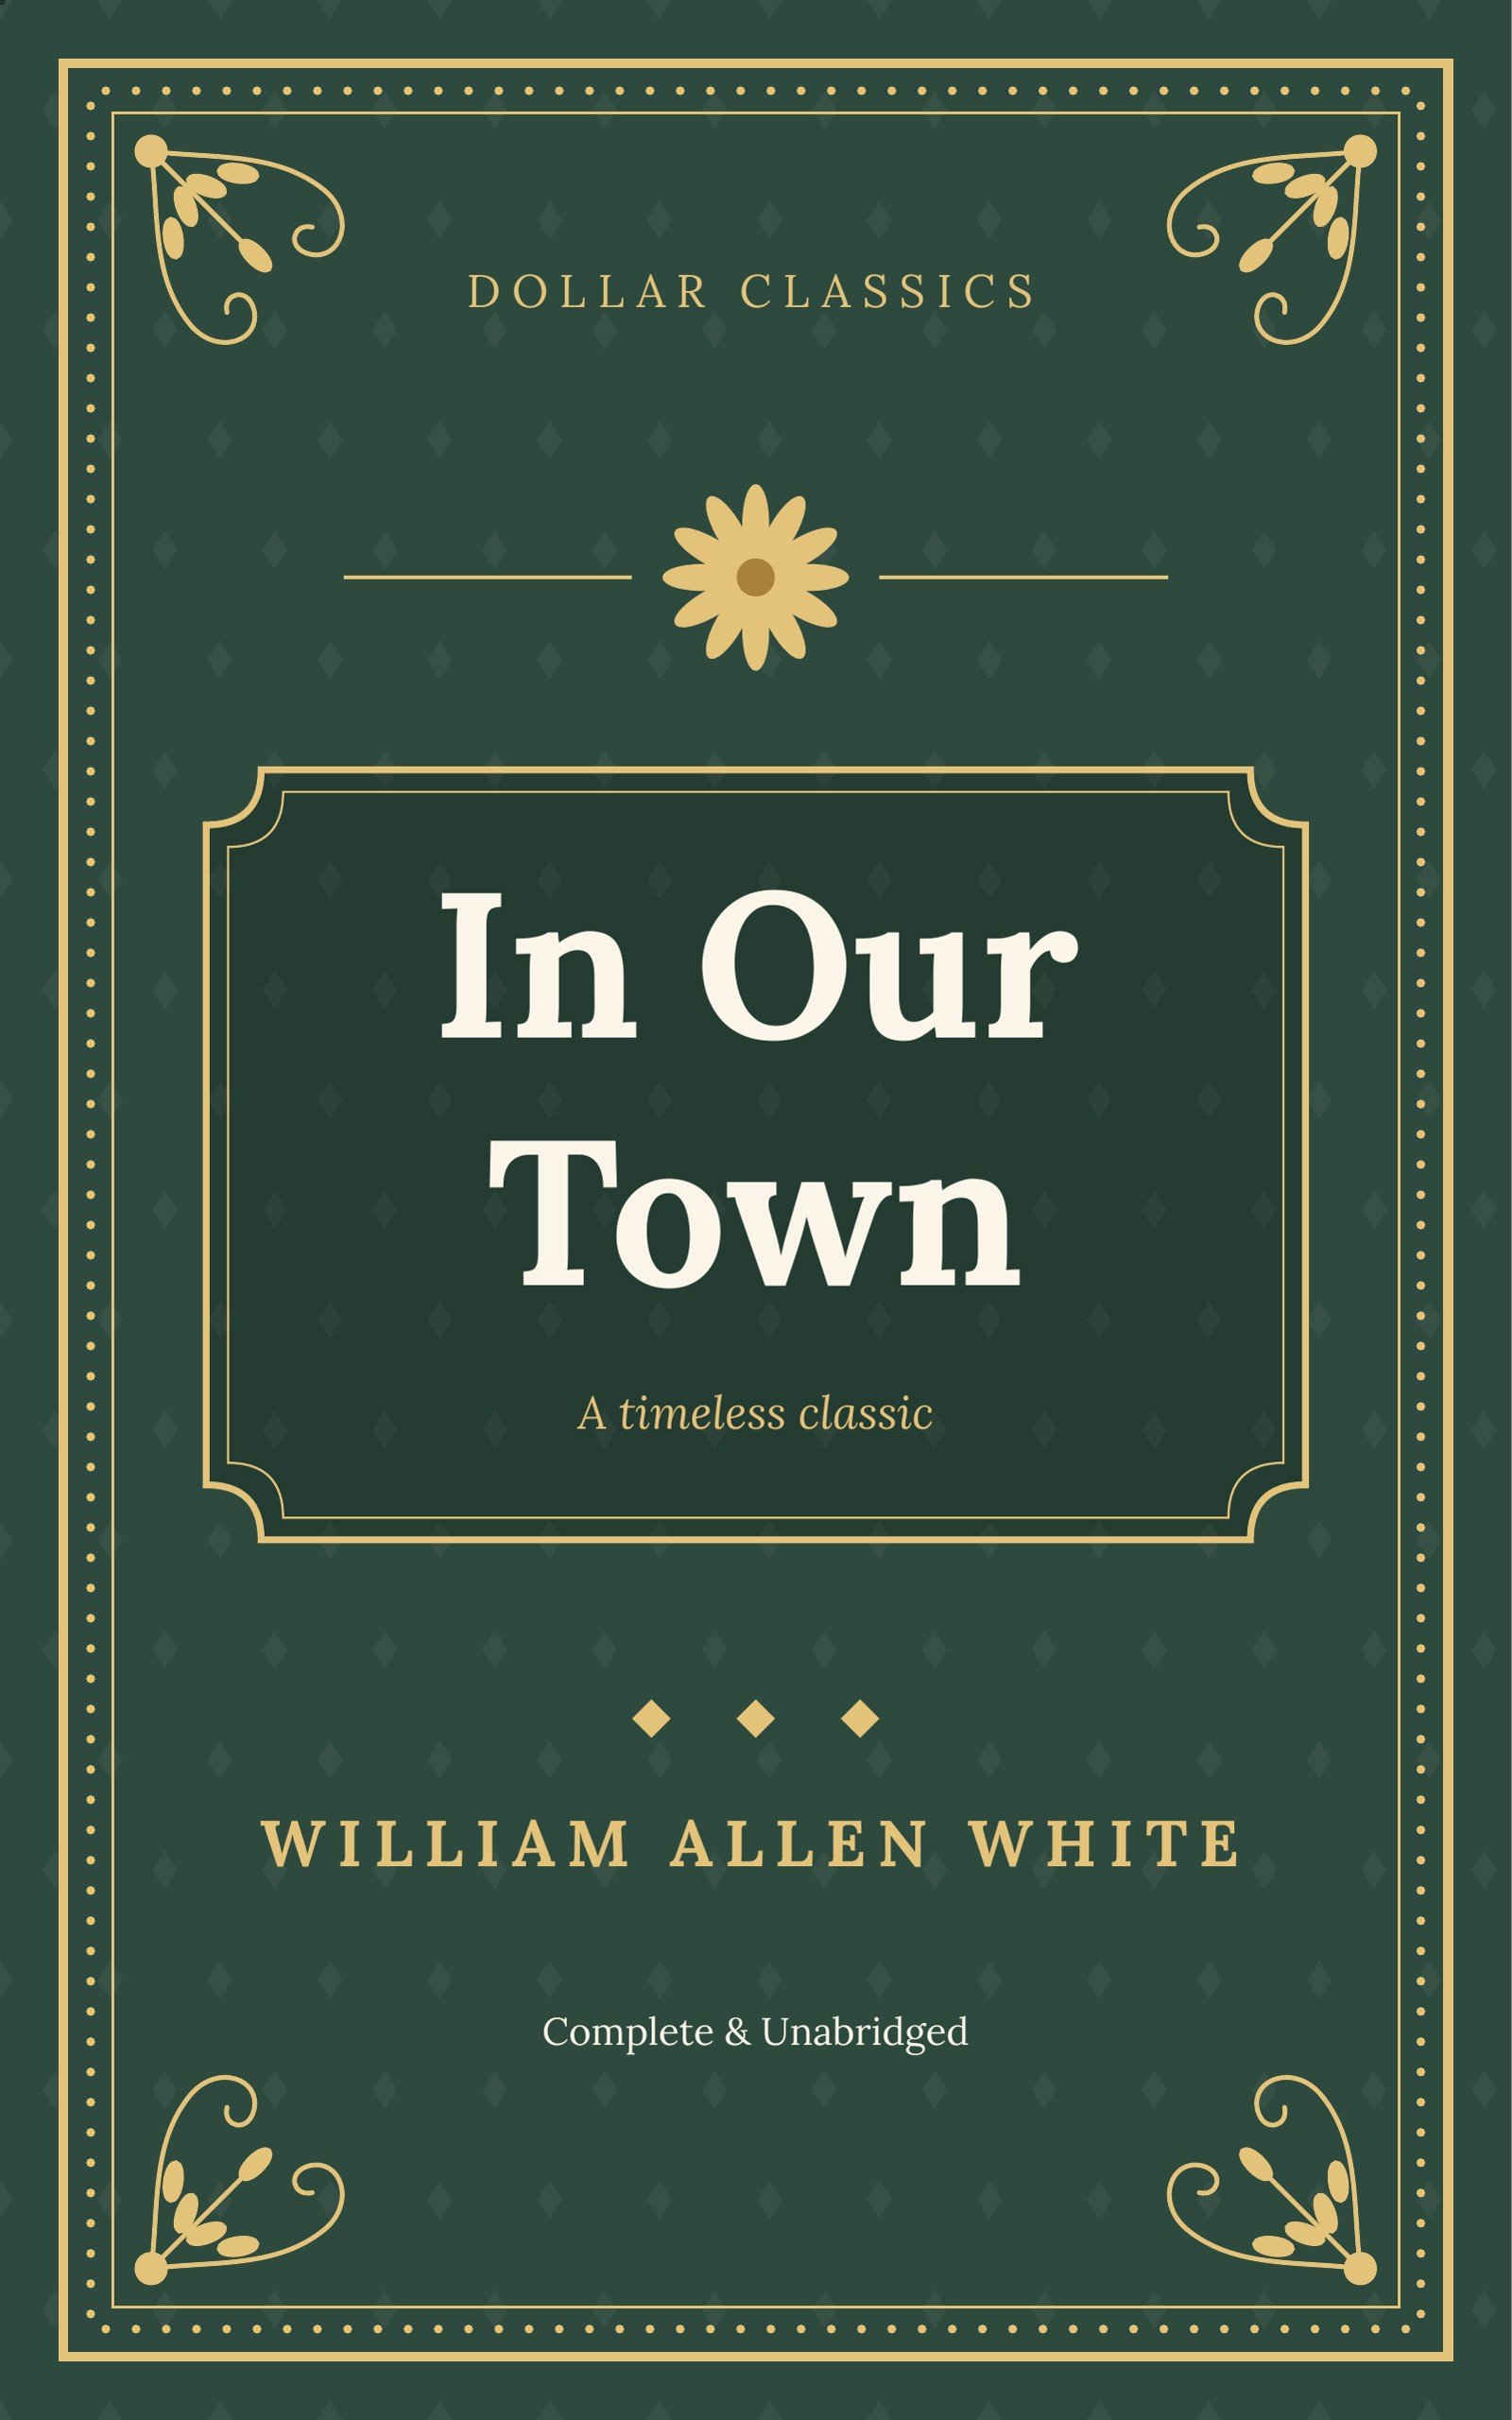 DOLLAR CLASSICS
In Our
Town
A timeless classic
WILLIAM ALLEN WHITE
Complete & Unabridged